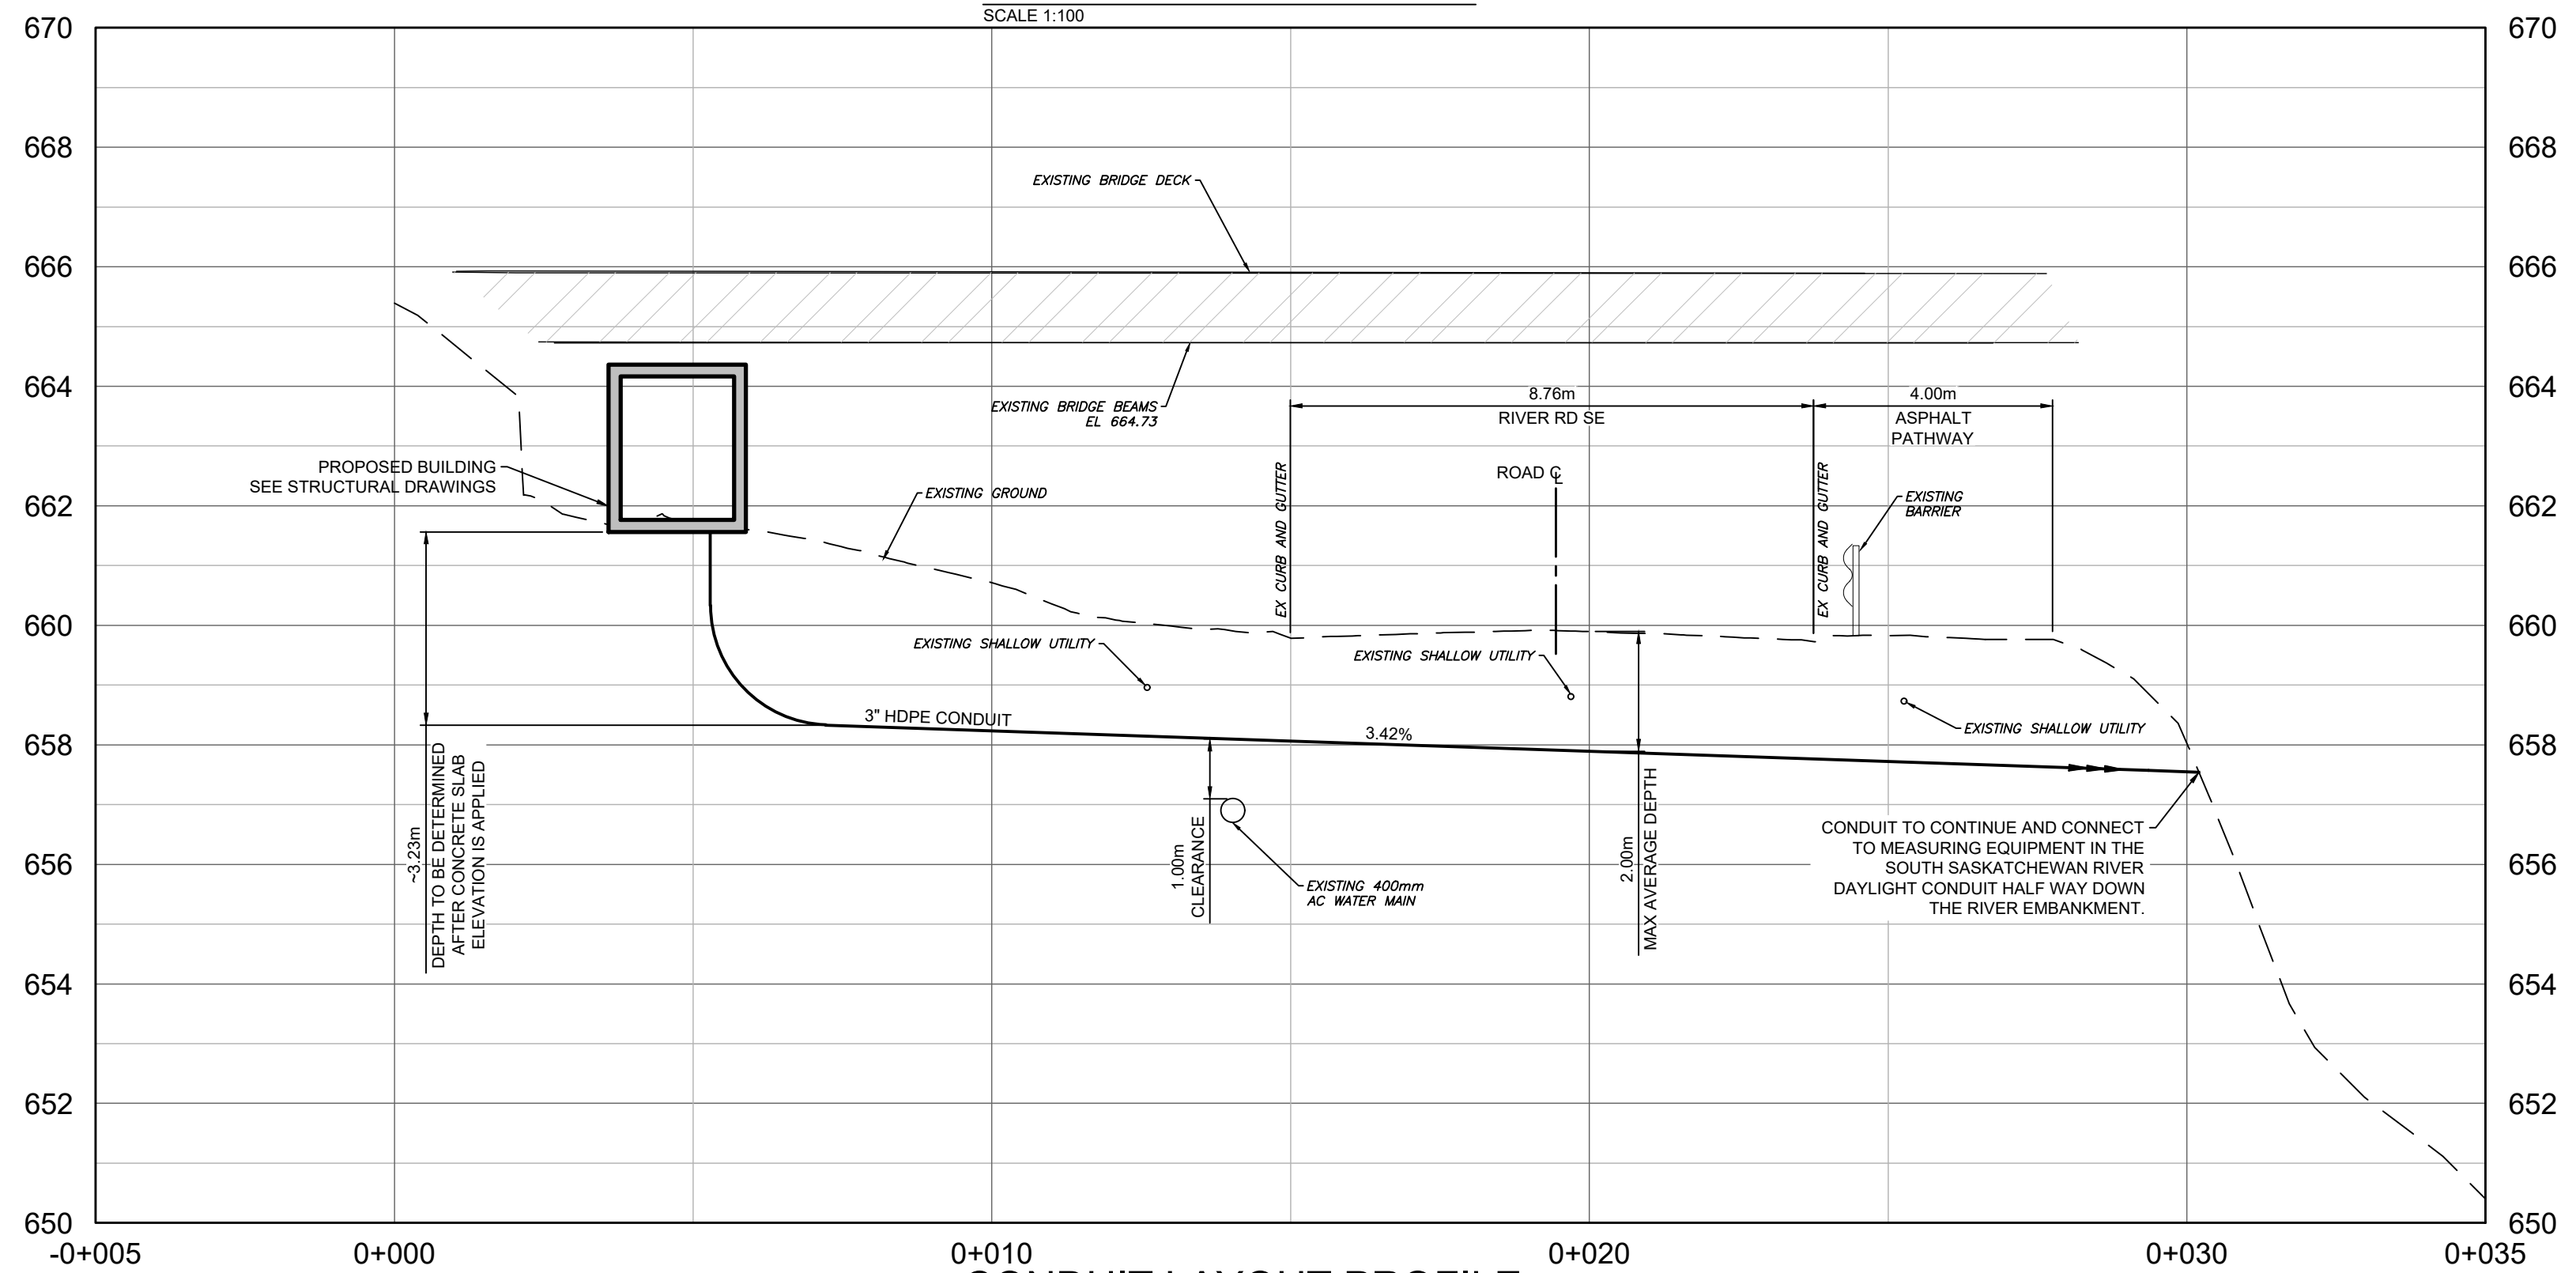 SCALE 1:100
670
670
668
668
EXISTING BRIDGE DECK
666
666
664
664
8.76m
4.00m
EXISTING BRIDGE BEAMS
EL 664.73
RIVER RD SE
ASPHALT
PATHWAY
PROPOSED BUILDING
SEE STRUCTURAL DRAWINGS
ROAD ℄
EXISTING GROUND
EXISTING
BARRIER
EX CURB AND GUTTER
EX CURB AND GUTTER
662
662
660
660
EXISTING SHALLOW UTILITY
EXISTING SHALLOW UTILITY
EXISTING SHALLOW UTILITY
3" HDPE CONDUIT
3.42%
658
658
~3.23m
DEPTH TO BE DETERMINED
AFTER CONCRETE SLAB
ELEVATION IS APPLIED
1.00m
CLEARANCE
2.00m
MAX AVERAGE DEPTH
CONDUIT TO CONTINUE AND CONNECT
TO MEASURING EQUIPMENT IN THE
SOUTH SASKATCHEWAN RIVER
DAYLIGHT CONDUIT HALF WAY DOWN
THE RIVER EMBANKMENT.
656
656
EXISTING 400mm
AC WATER MAIN
654
654
652
652
650
650
-0+005
0+000
0+010
0+020
0+030
0+035
CONDUIT LAYOUT PROFILE